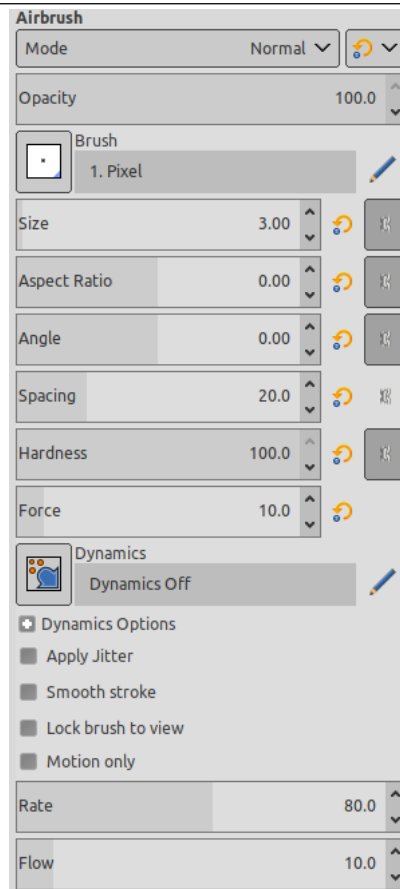 Airbrush
Mode Normal
Opacity 100.0
Brush
1. Pixel
Size 3.00
Aspect Ratio 0.00
Angle 0.00
Spacing 20.0
Hardness 100.0
Force 10.0
Dynamics
Dynamics Off
Dynamics Options
Apply Jitter
Smooth stroke
Lock brush to view
Motion only
Rate 80.0
Flow 10.0